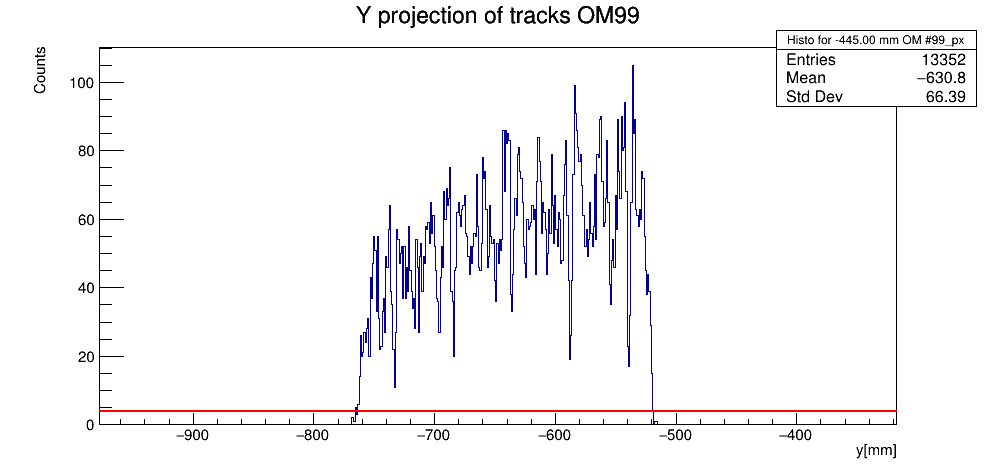 Y projection of tracks OM99
Histo for -445.00 mm OM #99_px
Entries 13352
Mean −630.8
Std Dev 66.39
Counts
100
80
60
40
20
0
−900 −800 −700 −600 −500 −400
y[mm]